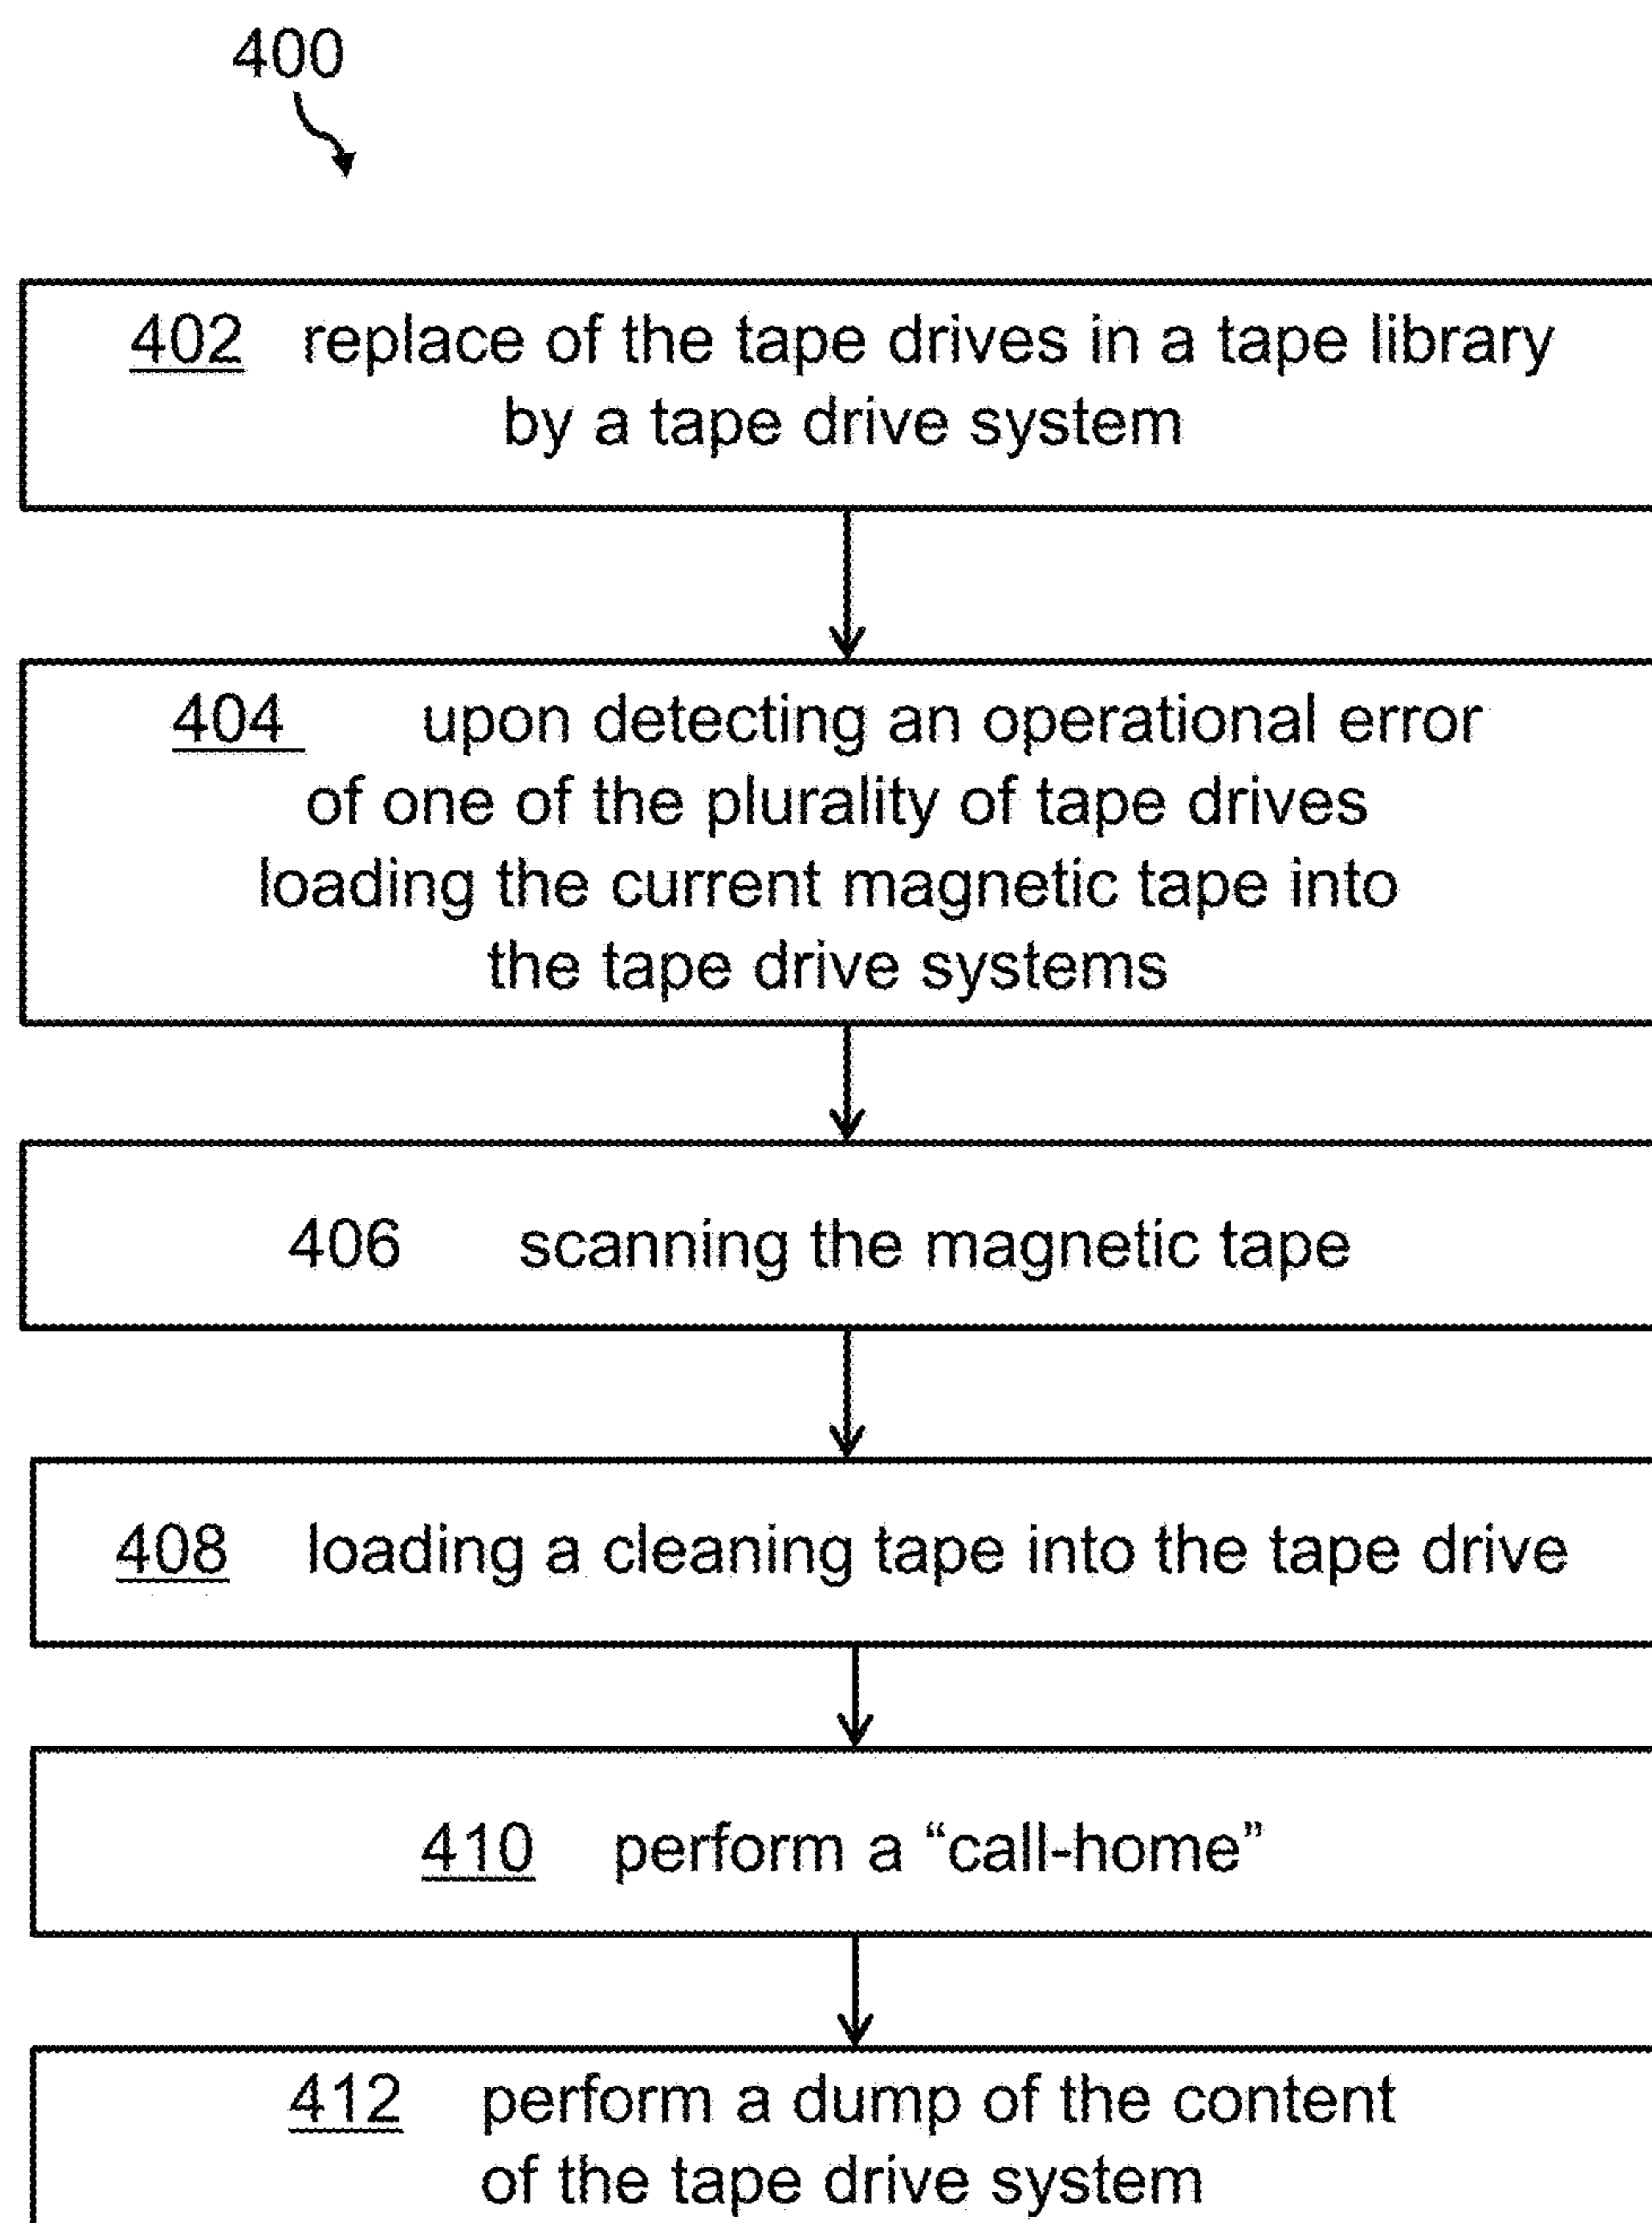 400
402 replace of the tape drives in a tape library
by a tape drive system
404 upon detecting an operational error
of one of the plurality of tape drives
loading the current magnetic tape into
the tape drive systems
406 scanning the magnetic tape
408 loading a cleaning tape into the tape drive
410 perform a “call-home”
412 perform a dump of the content
of the tape drive system